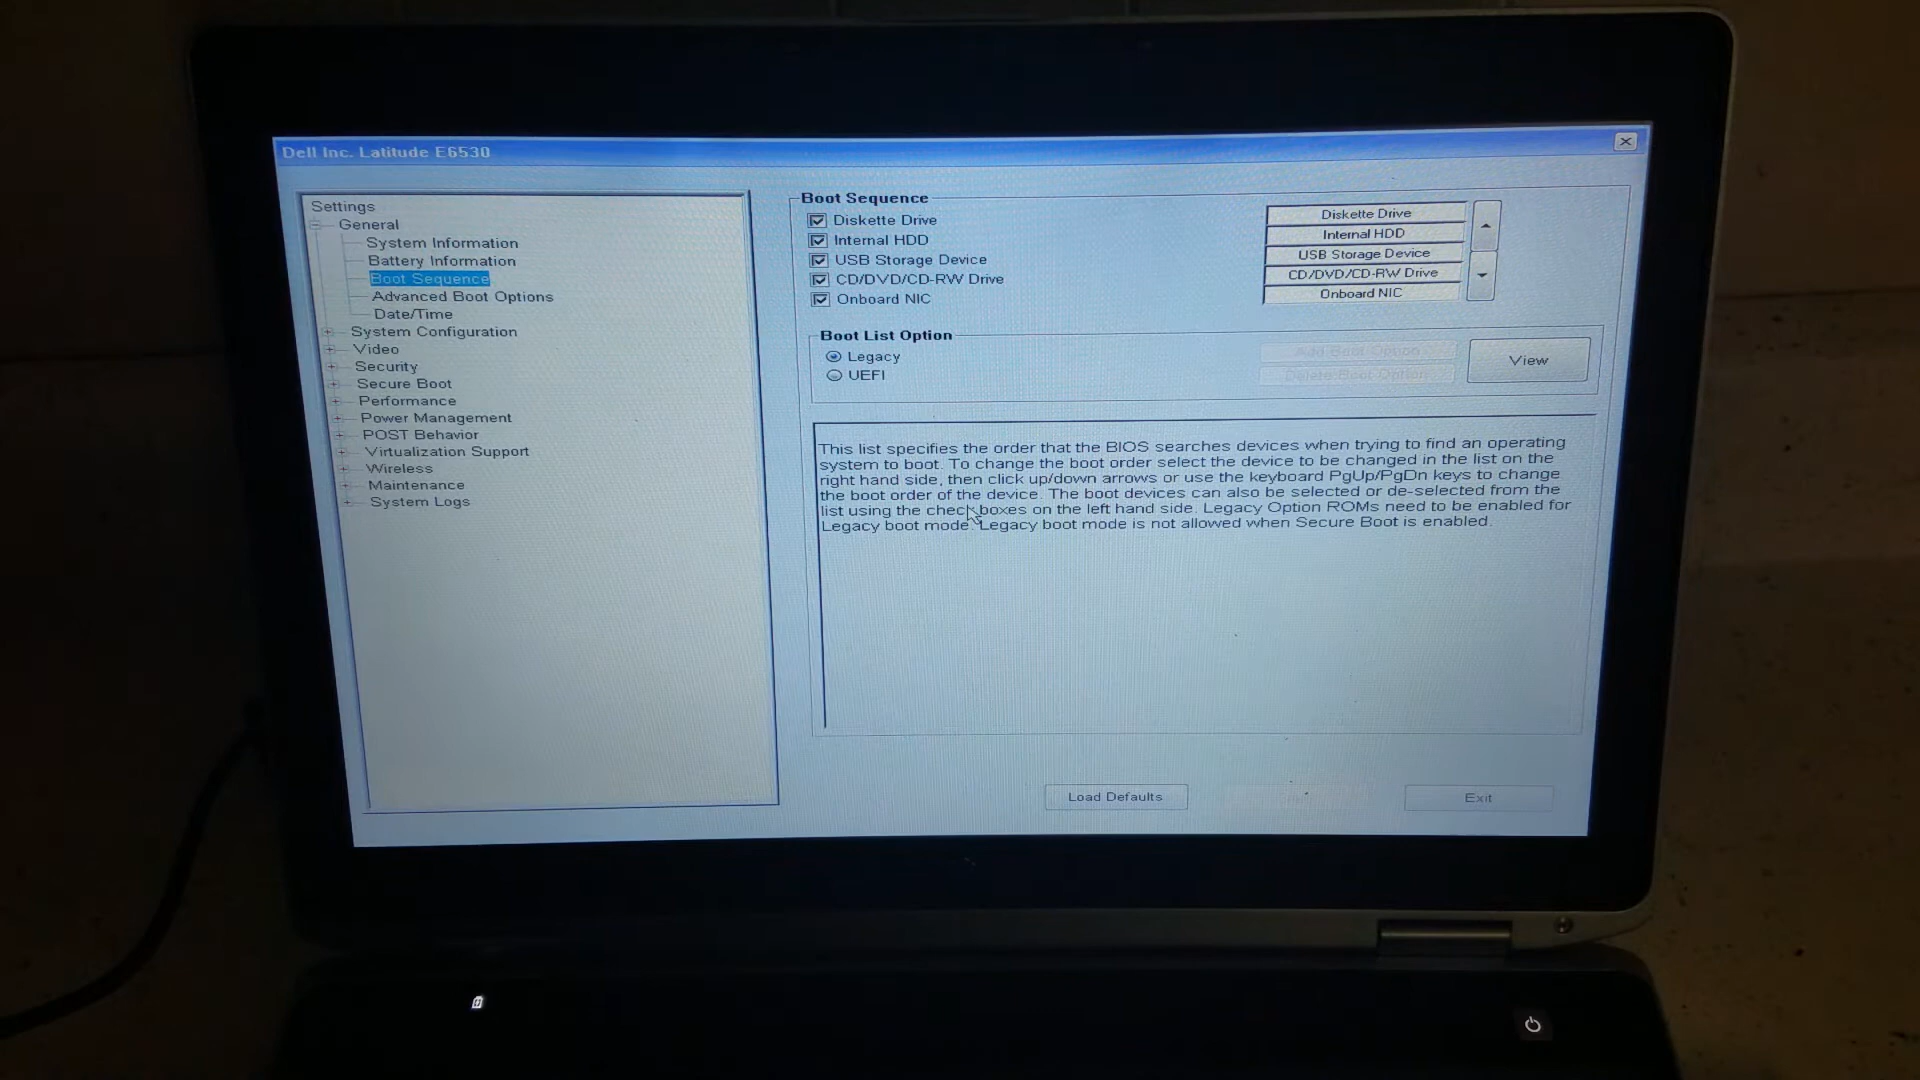 Dell Inc. Latitude E6530
Settings
General
System Information
Battery Information
Boot Sequence
Advanced Boot Options
Date/Time
System Configuration
Video
Security
Secure Boot
Performance
Power Management
POST Behavior
Virtualization Support
Wireless
Maintenance
System Logs
Boot Sequence
Diskette Drive
Internal HDD
USB Storage Device
CD/DVD/CD-RW Drive
Onboard NIC
Diskette Drive
Internal HDD
USB Storage Device
CD/DVD/CD-RW Drive
Onboard NIC
Boot List Option
Legacy
UEFI
Add Boot Option
Delete Boot Option
View
This list specifies the order that the BIOS searches devices when trying to find an operating
system to boot. To change the boot order select the device to be changed in the list on the
right hand side, then click up/down arrows or use the keyboard PgUp/PgDn keys to change
the boot order of the device. The boot devices can also be selected or de-selected from the
list using the check boxes on the left hand side. Legacy Option ROMs need to be enabled for
Legacy boot mode. Legacy boot mode is not allowed when Secure Boot is enabled.
Load Defaults
Exit